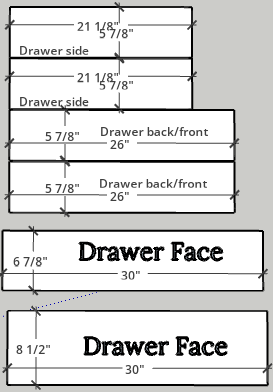 21 1/8"
5 7/8"
Drawer side
21 1/8"
5 7/8"
Drawer side
5 7/8"
Drawer back/front
26"
5 7/8"
Drawer back/front
26"
Drawer Face
6 7/8"
30"
Drawer Face
8 1/2"
30"